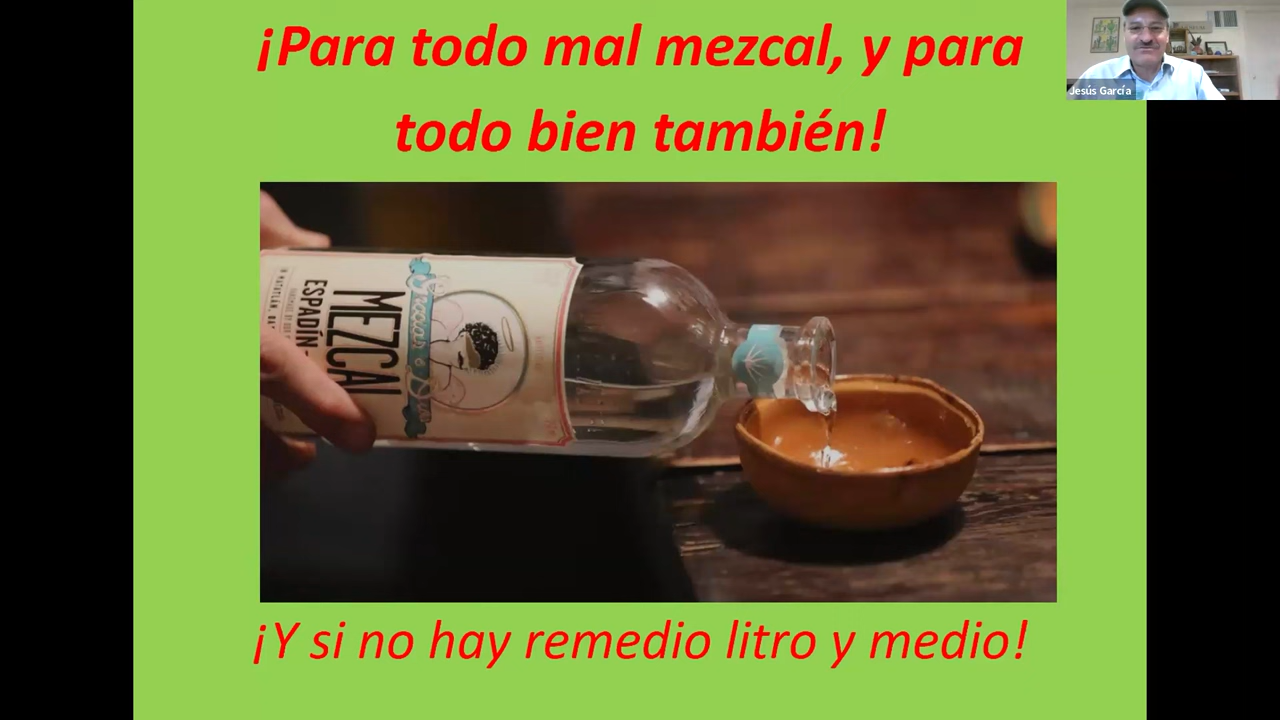 ¡Para todo mal mezcal, y para
todo bien también!
Jesús García
MEZCAL
ESPADÍN
¡Y si no hay remedio litro y medio!